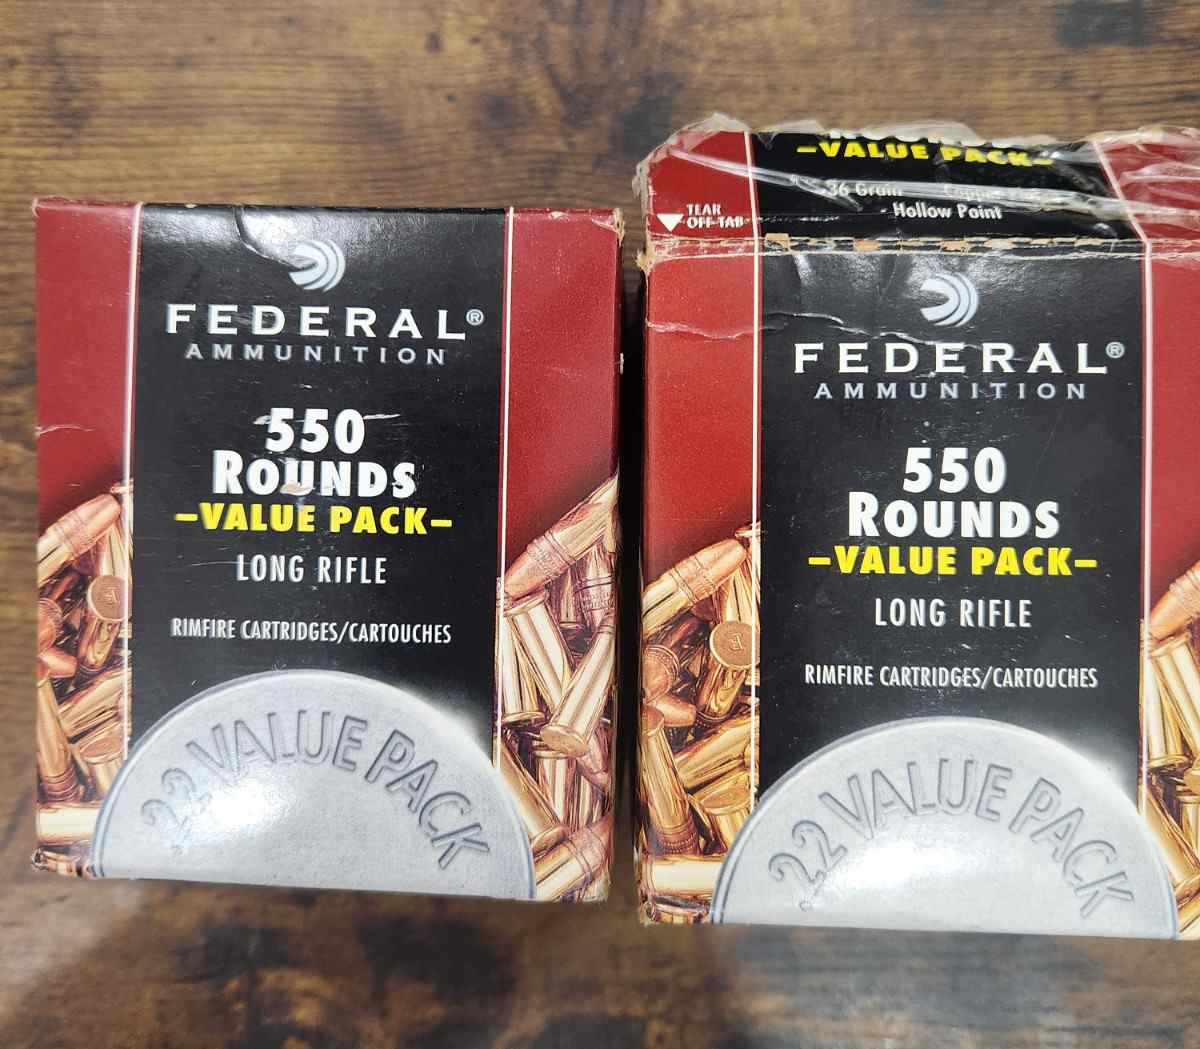 FEDERAL®
AMMUNITION
550
ROUNDS
–VALUE PACK–
LONG RIFLE
RIMFIRE CARTRIDGES/CARTOUCHES
.22 VALUE PACK
–VALUE PACK–
36 Grain
Hollow Point
TEAR
OFF TAB
FEDERAL®
AMMUNITION
550
ROUNDS
–VALUE PACK–
LONG RIFLE
RIMFIRE CARTRIDGES/CARTOUCHES
.22 VALUE PACK